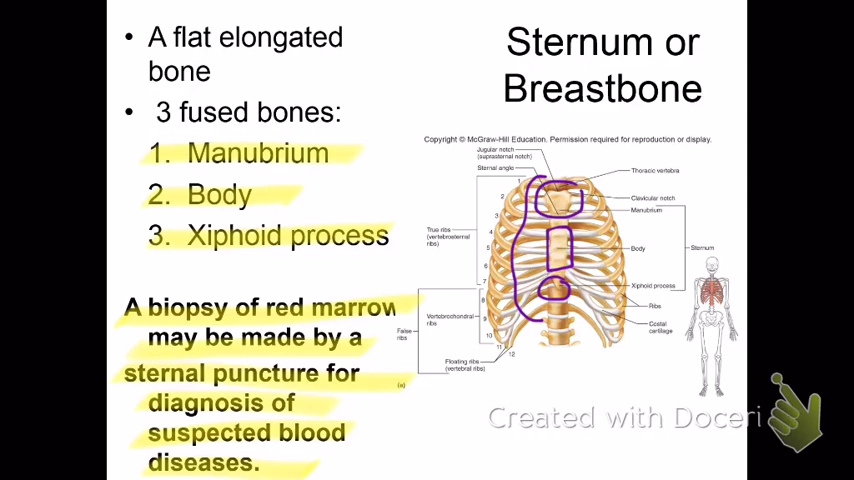 • A flat elongated
bone
• 3 fused bones:
1. Manubrium
2. Body
3. Xiphoid process
A biopsy of red marrow
may be made by a
sternal puncture for
diagnosis of
suspected blood
diseases.
Sternum or
Breastbone
Copyright © McGraw-Hill Education. Permission required for reproduction or display.
Jugular notch
(suprasternal notch)
Sternal angle
Thoracic vertebra
Clavicular notch
Manubrium
True ribs
(vertebrosternal
ribs)
Body
Sternum
Xiphoid process
Ribs
Costal
cartilage
False
ribs
Vertebrochondral
ribs
Floating ribs
(vertebral ribs)
1
2
3
4
5
6
7
8
9
10
11
12
(a)
Created with Doceri